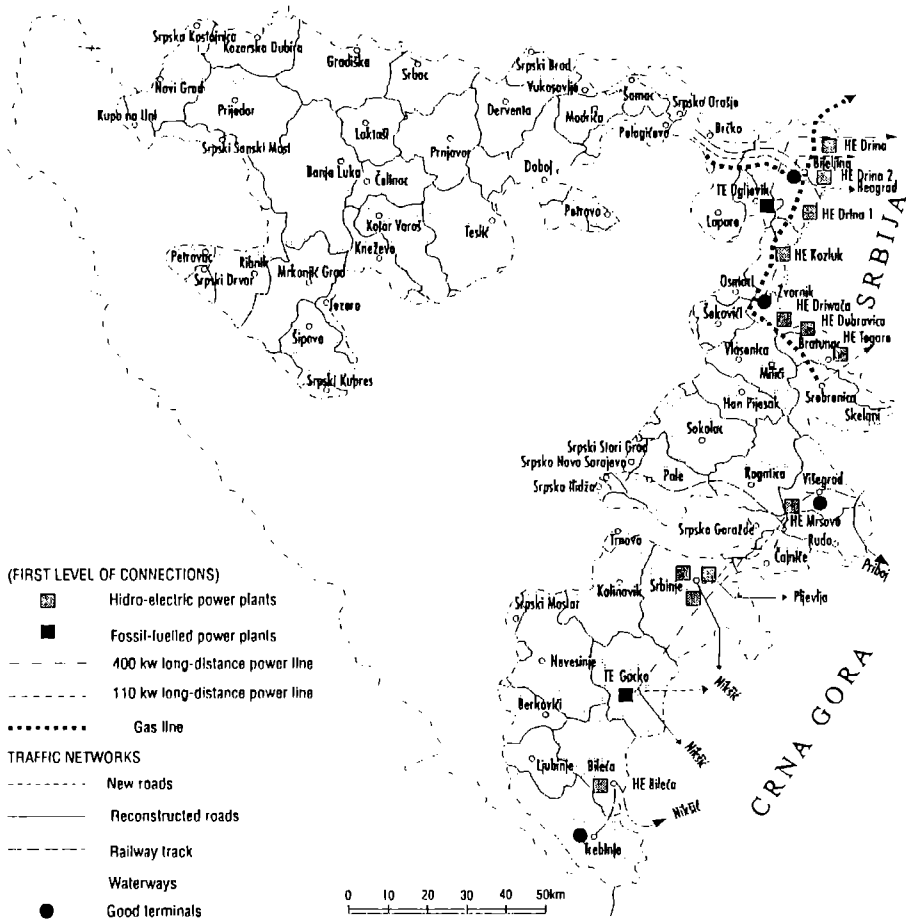 Srpska Kostajnica
Kozarska Dubica
Gradiška
Srbac
Srpski Brod
Vukosavlje
Šamac
Srpsko Orašje
Novi Grad
Prijedor
Derventa
Modriča
Pelagićevo
Brčko
Kupa na Uni
Laktaši
HE Drina
Srpski Sanski Most
Prnjavor
Bijeljina
Banja Luka
Doboj
HE Drina 2
Čelinac
TE Ugljevik
Beograd
Kotor Varoš
Petrovo
Lopare
HE Drina 1
Teslić
Kneževo
SRBIJA
Petrovac
Ribnik
HE Kozluk
Srpski Drvar
Mrkonjić Grad
Osmaci
Zvornik
Jezero
Šekovići
HE Drivača
HE Dubravica
Šipovo
HE Tegare
Bratunac
Vlasenica
Milići
Srpski Kupres
Srebrenica
Han Pijesak
Skelani
Sokolac
Srpski Stari Grad
Srpsko Novo Sarajevo
Pale
Rogatica
Višegrad
Srpska Ilidža
HE Mrsovo
Srpsko Goražde
Rudo
Trnovo
Čajniče
Priboj
(FIRST LEVEL OF CONNECTIONS)
Kalinovik
Srbinje
Pljevlja
Hidro-electric power plants
Srpski Mostar
Fossil-fuelled power plants
400 kw long-distance power line
Nevesinje
TE Gacko
Nikšić
110 kw long-distance power line
Berkovići
Gas line
Nikšić
CRNA GORA
TRAFFIC NETWORKS
Ljubinje
Bileća
HE Bileća
New roads
Nikšić
Reconstructed roads
Trebinje
Railway track
Waterways
Good terminals
0 10 20 30 40 50km